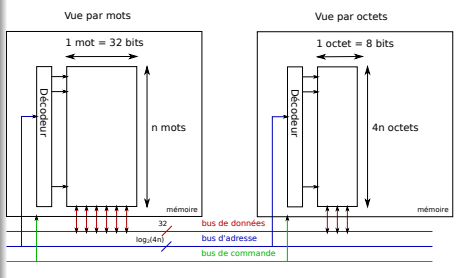 Vue par mots
Vue par octets
1 mot = 32 bits
1 octet = 8 bits
Décodeur
n mots
Décodeur
4n octets
mémoire
mémoire
32
bus de données
log₂(4n)
bus d'adresse
bus de commande